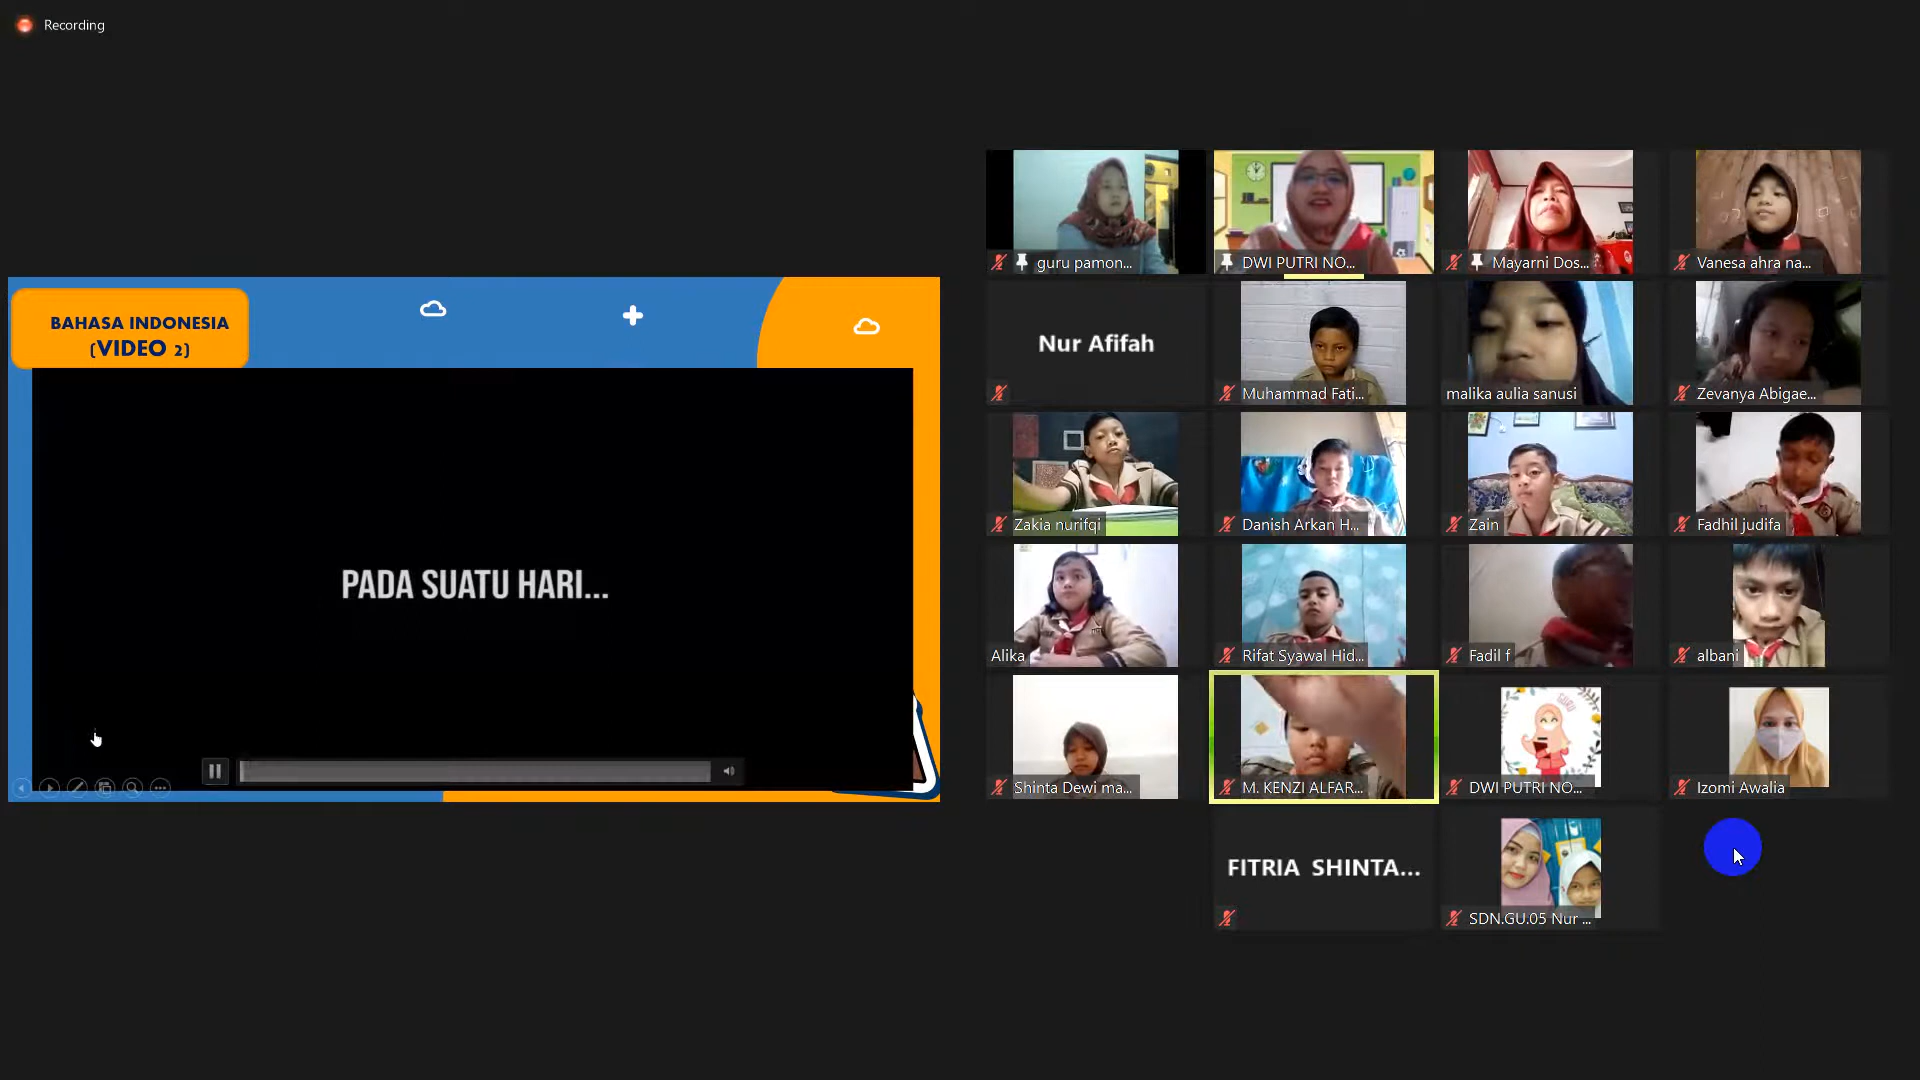 Recording
BAHASA INDONESIA
(VIDEO 2)
PADA SUATU HARI...
guru pamon...
DWI PUTRI NO...
Mayarni Dos...
Vanesa ahra na...
Nur Afifah
Muhammad Fati...
malika aulia sanusi
Zevanya Abigae...
Zakia nurifqi
Danish Arkan H...
Zain
Fadhil judifa
Alika
Rifat Syawal Hid...
Fadil f
albani
Shinta Dewi ma...
M. KENZI ALFAR...
GURU
DWI PUTRI NO...
Izomi Awalia
FITRIA SHINTA...
SDN.GU.05 Nur ...